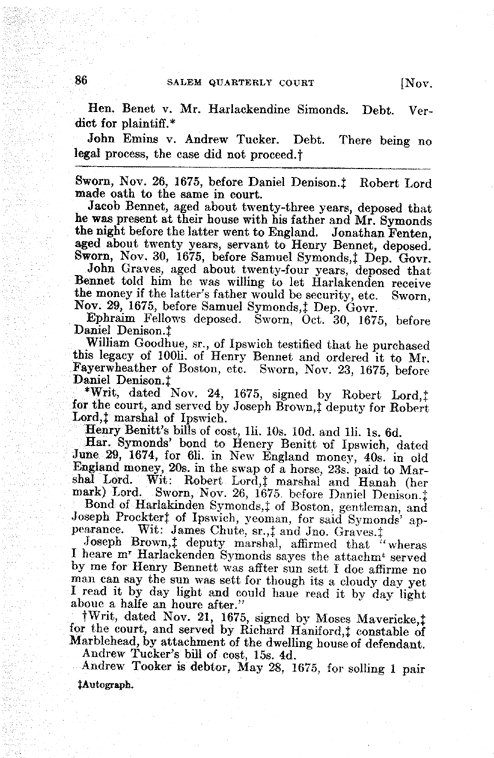 86 SALEM QUARTERLY COURT [Nov.
Hen. Benet v. Mr. Harlackendine Simonds. Debt. Ver-
dict for plaintiff.*
John Emins v. Andrew Tucker. Debt. There being no
legal process, the case did not proceed.†
Sworn, Nov. 26, 1675, before Daniel Denison.‡ Robert Lord
made oath to the same in court.
Jacob Bennet, aged about twenty-three years, deposed that
he was present at their house with his father and Mr. Symonds
the night before the latter went to England. Jonathan Fenten,
aged about twenty years, servant to Henry Bennet, deposed.
Sworn, Nov. 30, 1675, before Samuel Symonds,‡ Dep. Govr.
John Graves, aged about twenty-four years, deposed that
Bennet told him he was willing to let Harlakenden receive
the money if the latter's father would be security, etc. Sworn,
Nov. 29, 1675, before Samuel Symonds,‡ Dep. Govr.
Ephraim Fellows deposed. Sworn, Oct. 30, 1675, before
Daniel Denison.‡
William Goodhue, sr., of Ipswich testified that he purchased
this legacy of 100li. of Henry Bennet and ordered it to Mr.
Fayerweather of Boston, etc. Sworn, Nov. 23, 1675, before
Daniel Denison.‡
*Writ, dated Nov. 24, 1675, signed by Robert Lord,‡
for the court, and served by Joseph Brown,‡ deputy for Robert
Lord,‡ marshal of Ipswich.
Henry Benitt's bills of cost, 1li. 10s. 10d. and 1li. 1s. 6d.
Har. Symonds' bond to Henery Benitt of Ipswich, dated
June 29, 1674, for 6li. in New England money, 40s. in old
England money, 20s. in the swap of a horse, 23s. paid to Mar-
shal Lord. Wit: Robert Lord,‡ marshal and Hanah (her
mark) Lord. Sworn, Nov. 26, 1675. before Daniel Denison.‡
Bond of Harlakinden Symonds,‡ of Boston, gentleman, and
Joseph Prockter‡ of Ipswich, yeoman, for said Symonds' ap-
pearance. Wit: James Chute, sr.,‡ and Jno. Graves.‡
Joseph Brown,‡ deputy marshal, affirmed that "wheras
I heare mʳ Harlackenden Symonds sayes the attachmᵗ served
by me for Henery Bennett was affter sun sett I doe affirme no
man can say the sun was sett for though its a cloudy day yet
I read it by day light and could haue read it by day light
aboue a halfe an houre after."
†Writ, dated Nov. 21, 1675, signed by Moses Mavericke,‡
for the court, and served by Richard Haniford,‡ constable of
Marblehead, by attachment of the dwelling house of defendant.
Andrew Tucker's bill of cost, 15s. 4d.
Andrew Tooker is debtor, May 28, 1675, for solling 1 pair
‡Autograph.